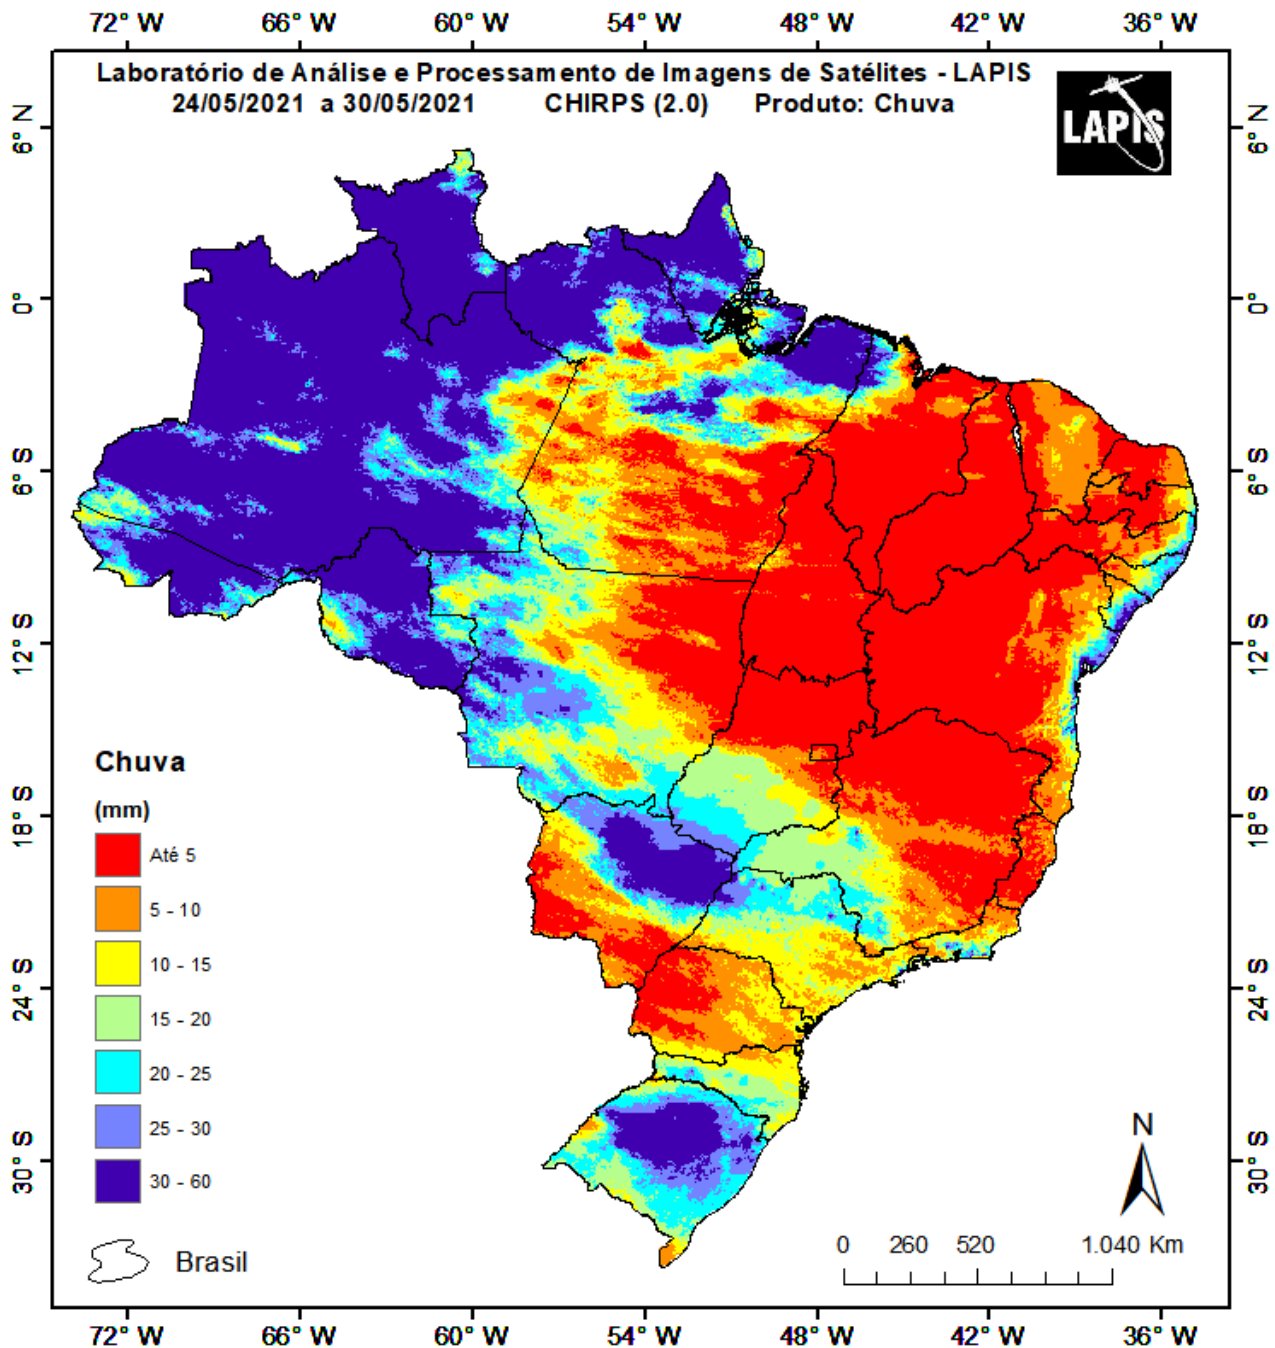 72° W 66° W 60° W 54° W 48° W 42° W 36° W
Laboratório de Análise e Processamento de Imagens de Satélites - LAPIS
24/05/2021 a 30/05/2021 CHIRPS (2.0) Produto: Chuva
LAPIS
6° N 6° N
0° 0°
6° S 6° S
12° S 12° S
18° S 18° S
24° S 24° S
30° S 30° S
Chuva
(mm)
Até 5
5 - 10
10 - 15
15 - 20
20 - 25
25 - 30
30 - 60
Brasil
N
0 260 520 1.040 Km
72° W 66° W 60° W 54° W 48° W 42° W 36° W